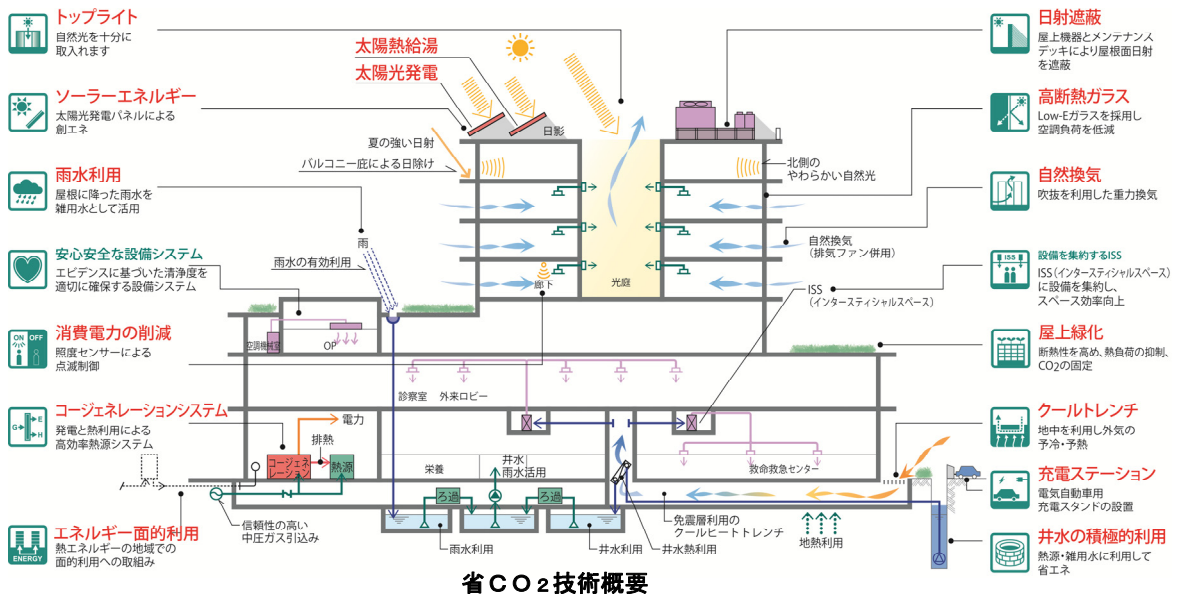 トップライト
自然光を十分に
取入れます
ソーラーエネルギー
太陽光発電パネルによる
創エネ
雨水利用
屋根に降った雨水を
雑用水として活用
安心安全な設備システム
エビデンスに基づいた清浄度を
適切に確保する設備システム
ON OFF
消費電力の削減
照度センサーによる
点滅制御
G E H
コージェネレーションシステム
発電と熱利用による
高効率熱源システム
ENERGY
エネルギー面的利用
熱エネルギーの地域での
面的利用への取組み
太陽熱給湯
太陽光発電
日影
夏の強い日射
バルコニー庇による日除け
北側の
やわらかい自然光
自然換気
(排気ファン併用)
雨
雨水の有効利用
廊下
光庭
ISS
(インタースティシャルスペース)
空調機械室
OP
診察室
外来ロビー
電力
排熱
コージェネ
レーション
熱源
栄養
井水
雨水活用
救命救急センター
ろ過
ろ過
信頼性の高い
中圧ガス引込み
雨水利用
井水利用
井水熱利用
免震層利用の
クールヒートトレンチ
地熱利用
日射遮蔽
屋上機器とメンテナンス
デッキにより屋根面日射
を遮蔽
高断熱ガラス
Low-Eガラスを採用し
空調負荷を低減
自然換気
吹抜を利用した重力換気
ISS
設備を集約するISS
ISS(インタースティシャルスペース)
に設備を集約し、
スペース効率向上
屋上緑化
断熱性を高め、熱負荷の抑制、
CO2の固定
クールトレンチ
地中を利用し外気の
予冷・予熱
充電ステーション
電気自動車用
充電スタンドの設置
井水の積極的利用
熱源・雑用水に利用して
省エネ
省CO2技術概要